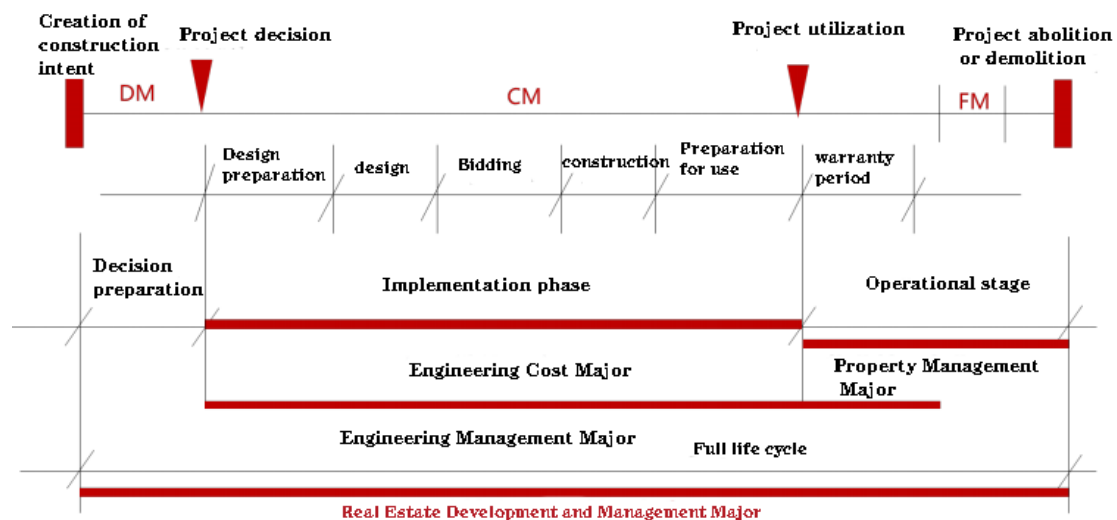 Creation of
construction
intent
Project decision
Project utilization
Project abolition
or demolition
DM
CM
FM
Design
preparation
design
Bidding
construction
Preparation
for use
warranty
period
Decision
preparation
Implementation phase
Operational stage
Engineering Cost Major
Property Management
Major
Engineering Management Major
Full life cycle
Real Estate Development and Management Major